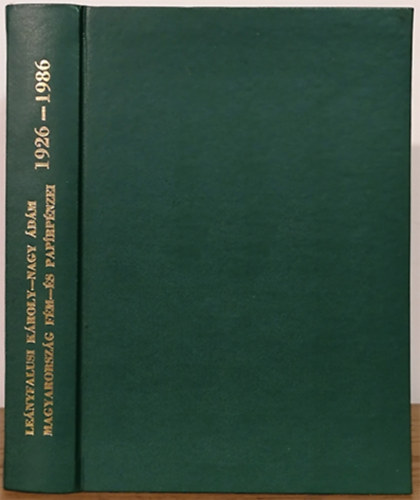 LEÁNYFALUSI KÁROLY—NAGY ÁDÁM
MAGYARORSZÁG FÉM—ÉS PAPÍRPÉNZEI 1926—1986